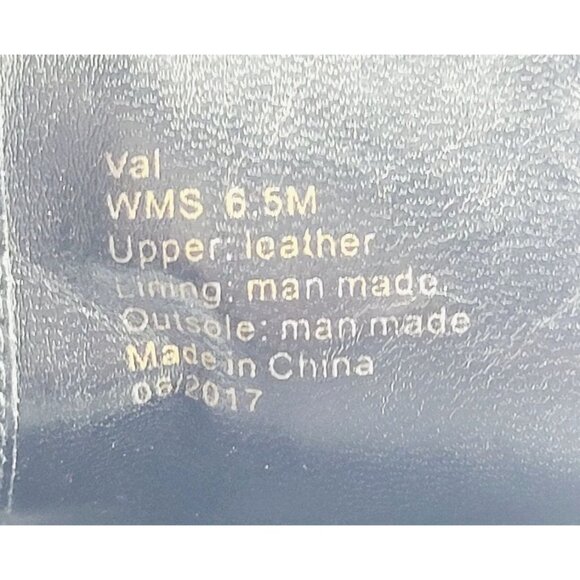 Val
WMS 6.5M
Upper: leather
Lining: man made
Outsole: man made
Made in China
06/2017